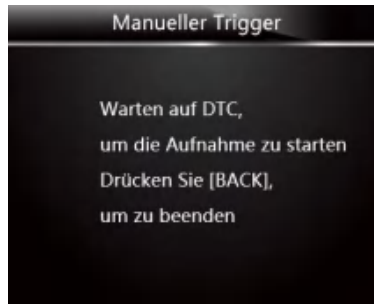 Manueller Trigger
Warten auf DTC,
um die Aufnahme zu starten
Drücken Sie [BACK],
um zu beenden